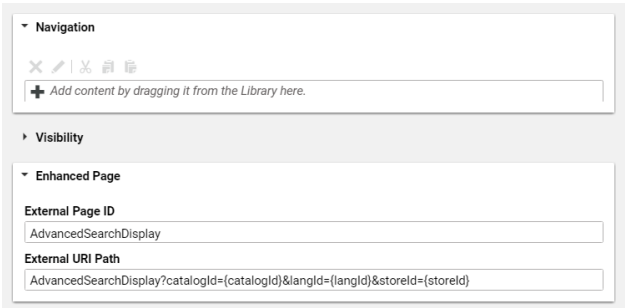 Navigation
Add content by dragging it from the Library here.
Visibility
Enhanced Page
External Page ID
AdvancedSearchDisplay
External URI Path
AdvancedSearchDisplay?catalogId={catalogId}&langId={langId}&storeId={storeId}